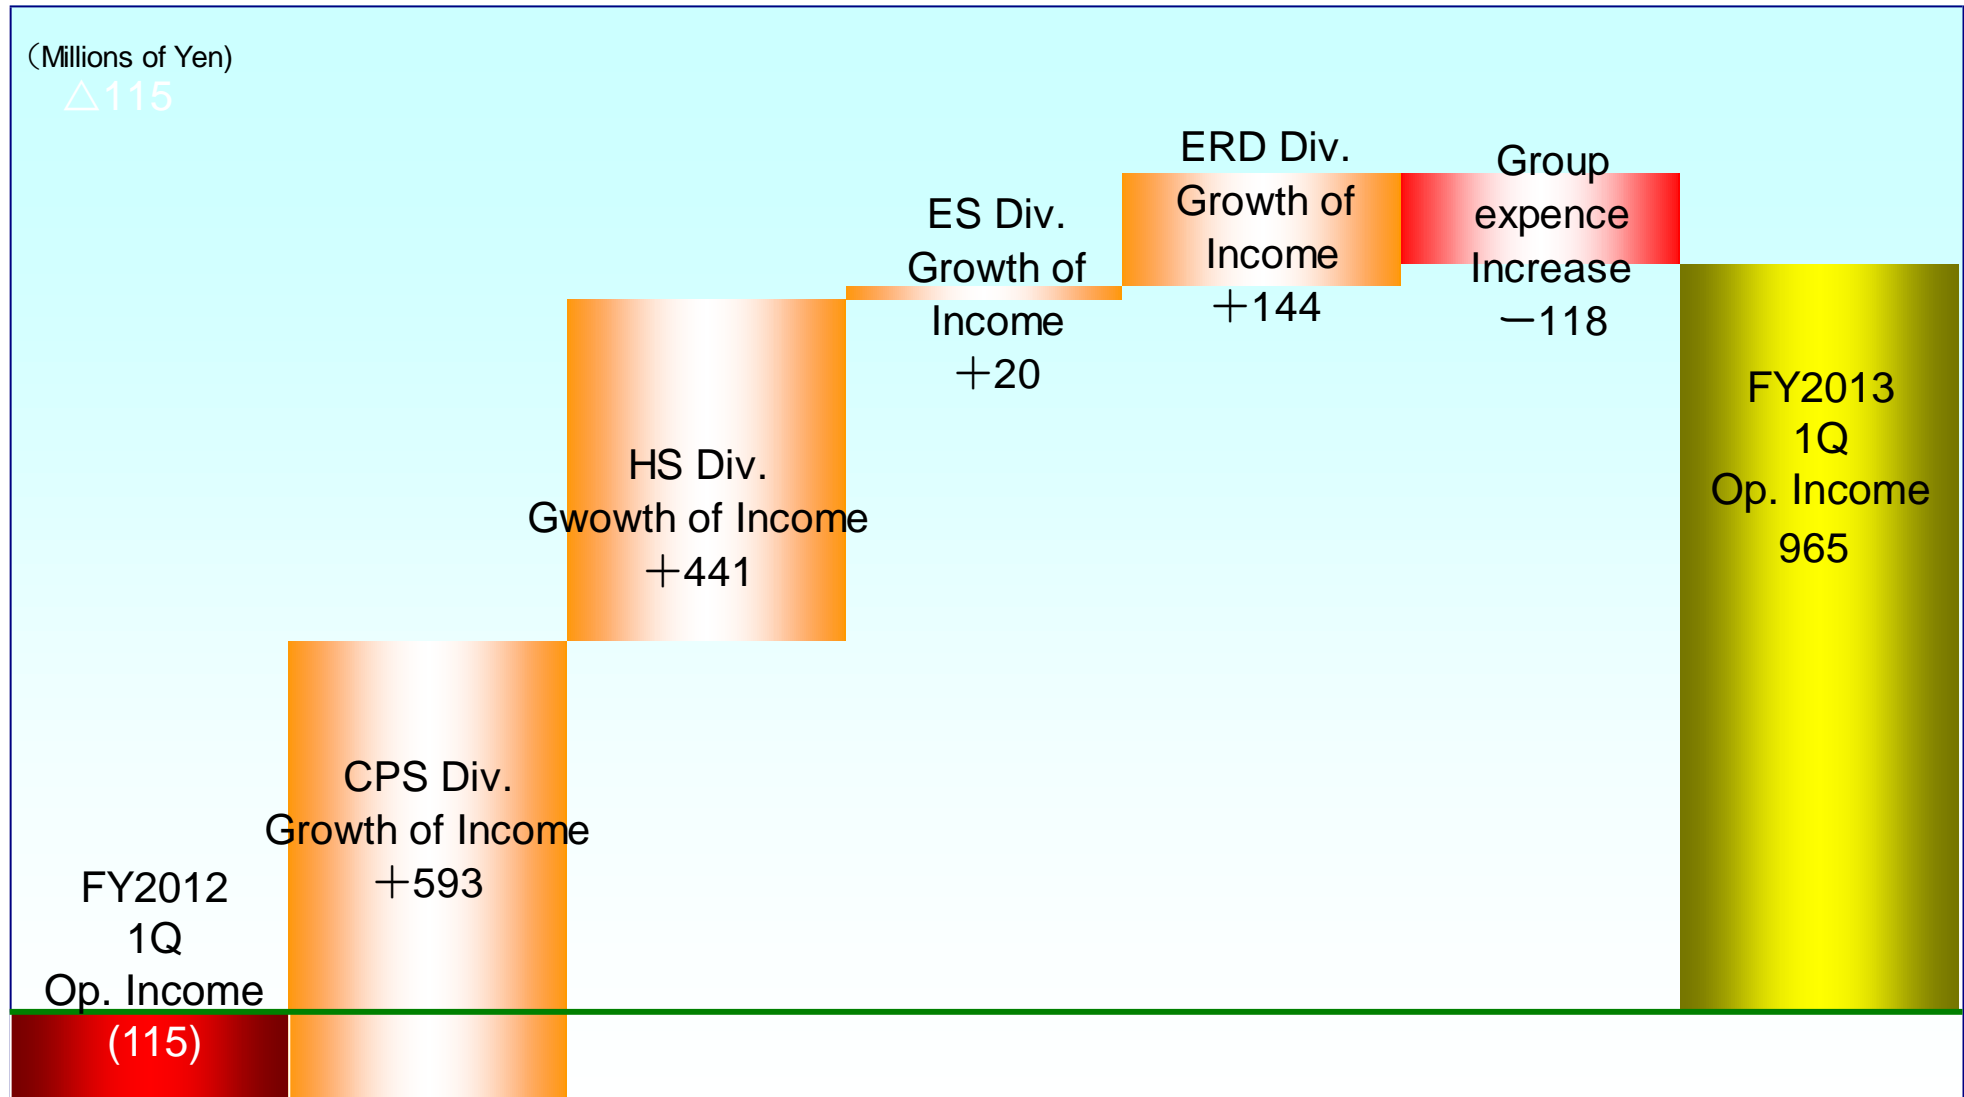 （Millions of Yen)
△115
FY2012
1Q
Op. Income
(115)
CPS Div.
Growth of Income
＋593
HS Div.
Gwowth of Income
＋441
ES Div.
Growth of
Income
＋20
ERD Div.
Growth of
Income
＋144
Group
expence
Increase
－118
FY2013
1Q
Op. Income
965